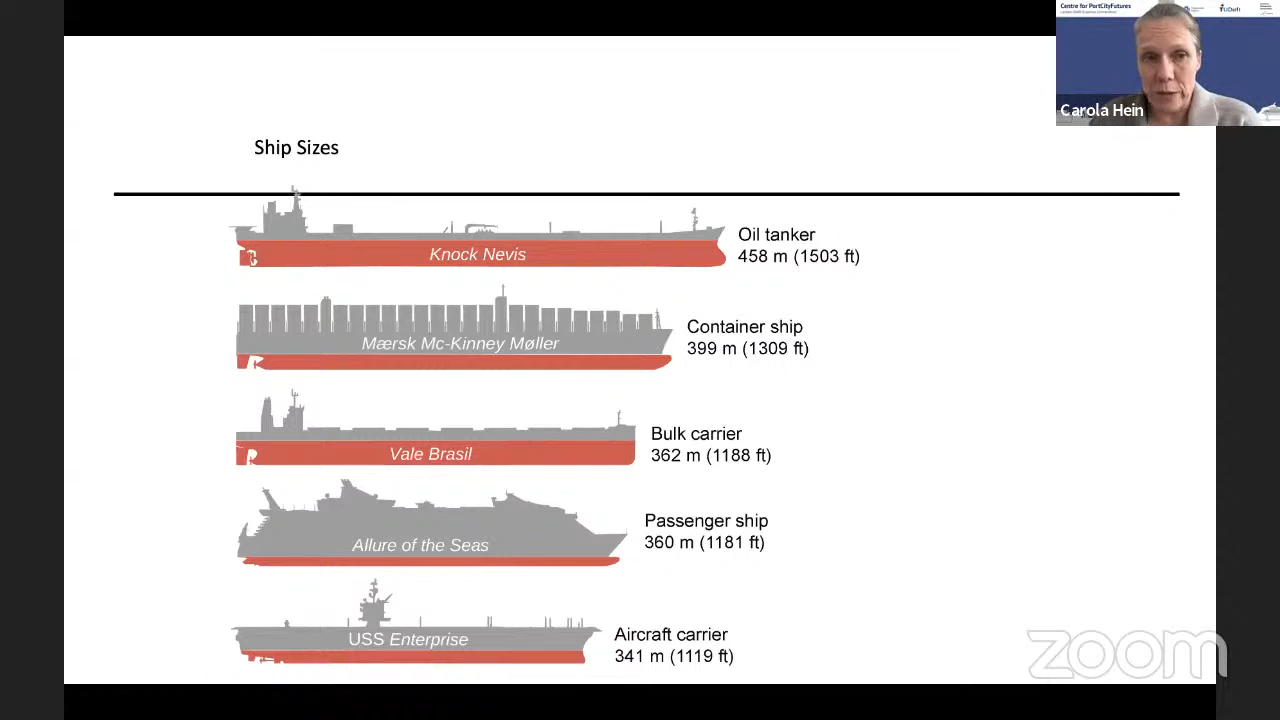 Centre for PortCityFutures
TUDelft
Carola Hein
Ship Sizes
Knock Nevis
Oil tanker
458 m (1503 ft)
Mærsk Mc-Kinney Møller
Container ship
399 m (1309 ft)
Vale Brasil
Bulk carrier
362 m (1188 ft)
Allure of the Seas
Passenger ship
360 m (1181 ft)
USS Enterprise
Aircraft carrier
341 m (1119 ft)
zoom